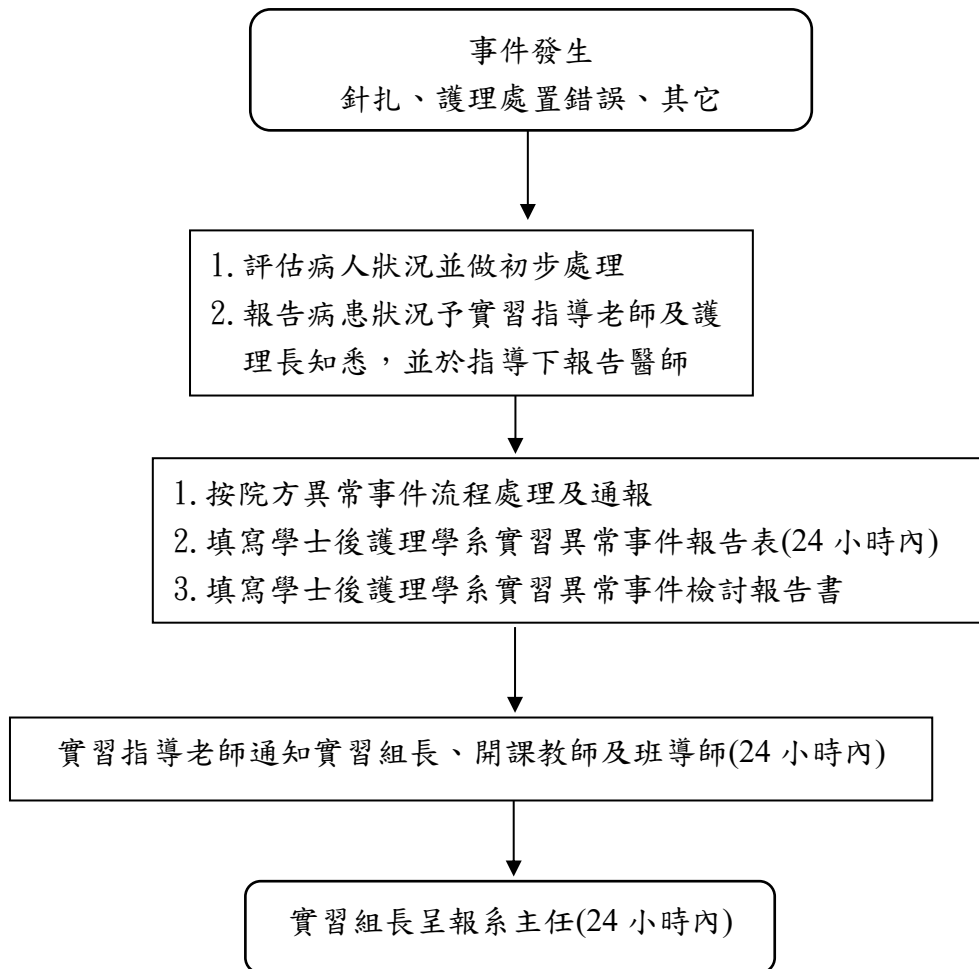 事件發生
針扎、護理處置錯誤、其它
1.評估病人狀況並做初步處理
2.報告病患狀況予實習指導老師及護
理長知悉，並於指導下報告醫師
1.按院方異常事件流程處理及通報
2.填寫學士後護理學系實習異常事件報告表(24 小時內)
3.填寫學士後護理學系實習異常事件檢討報告書
實習指導老師通知實習組長、開課教師及班導師(24 小時內)
實習組長呈報系主任(24 小時內)